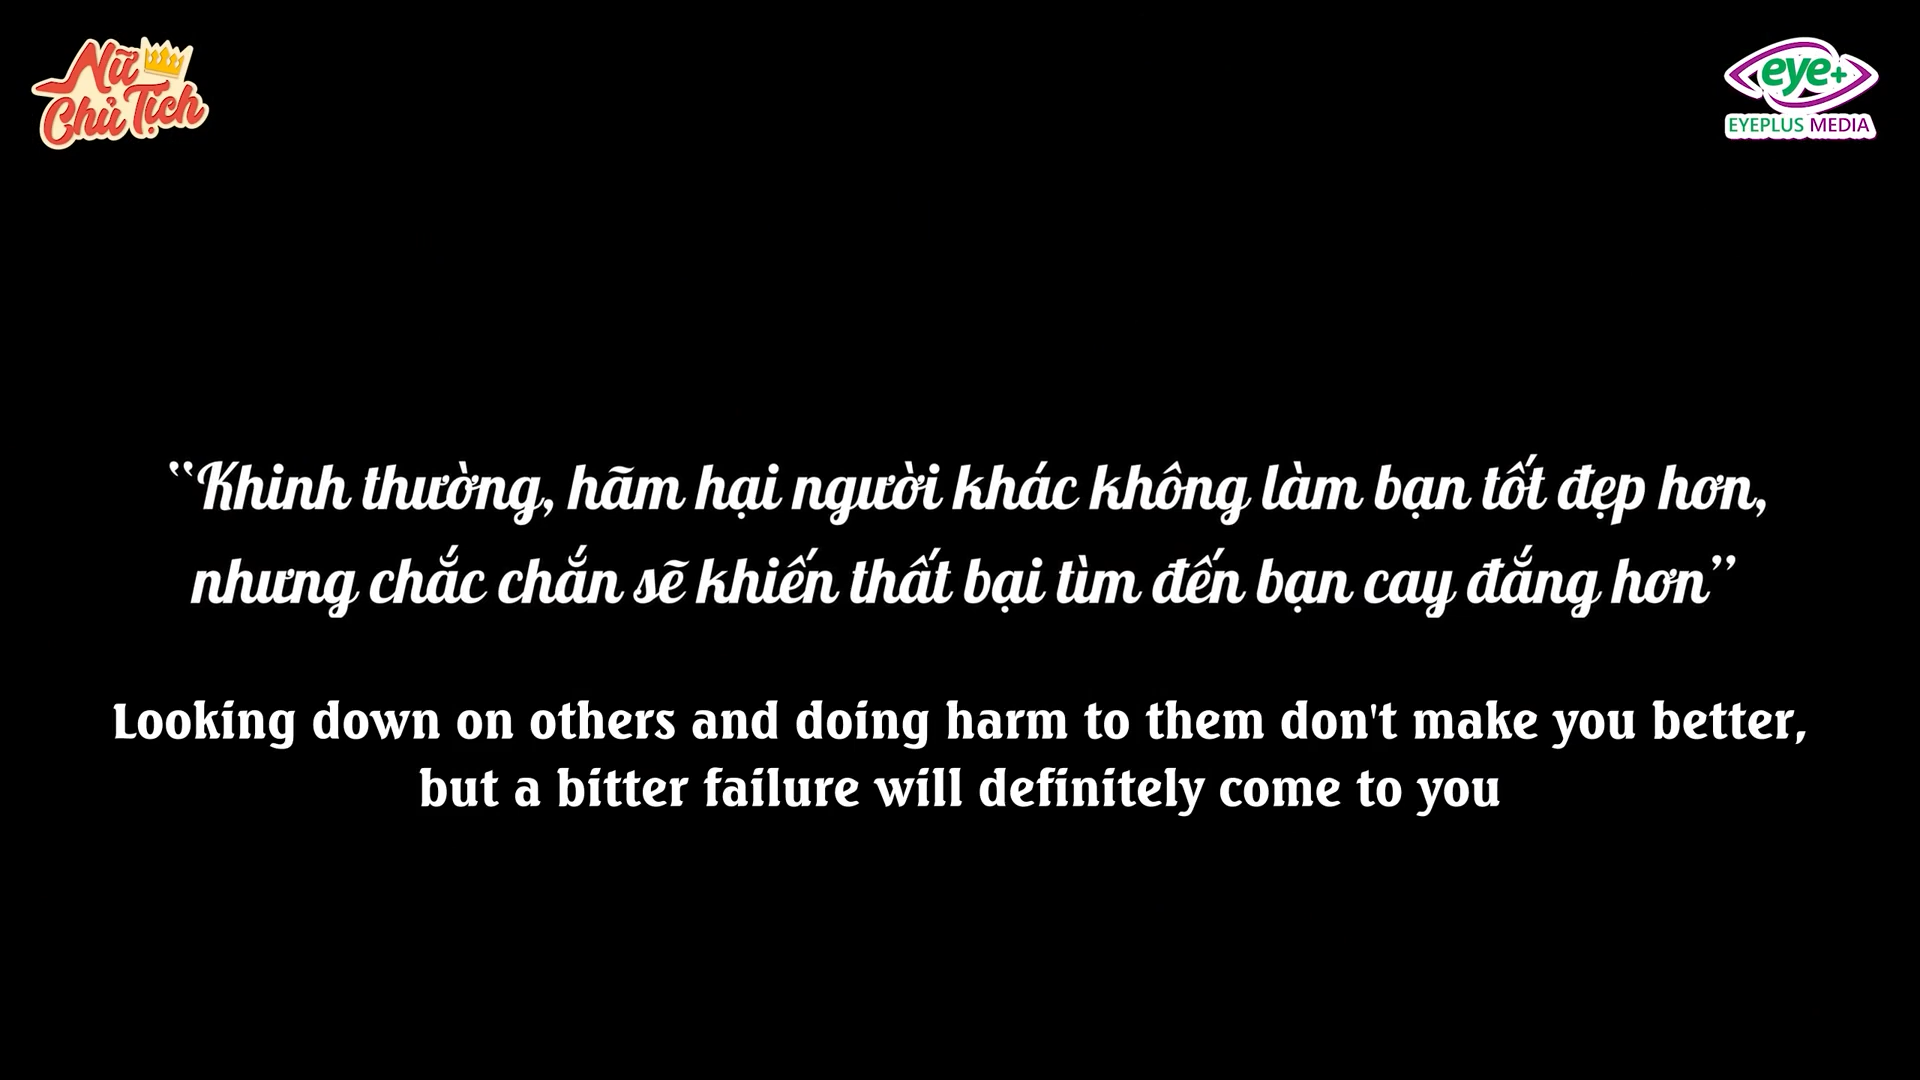 Nữ
Chủ Tịch
eye+
EYEPLUS MEDIA
“Khinh thường, hãm hại người khác không làm bạn tốt đẹp hơn,
nhưng chắc chắn sẽ khiến thất bại tìm đến bạn cay đắng hơn”
Looking down on others and doing harm to them don't make you better,
but a bitter failure will definitely come to you